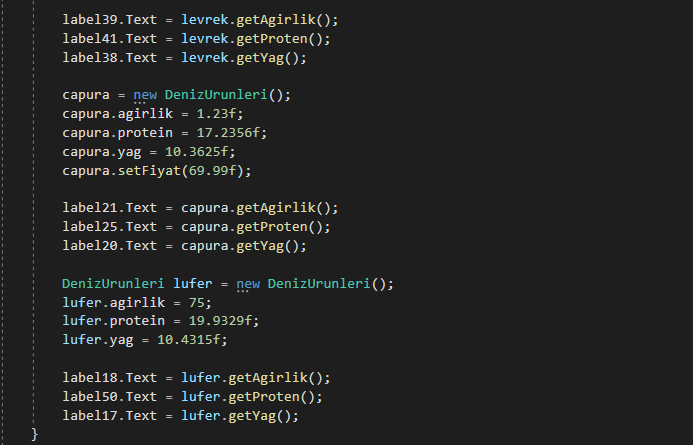 label39.Text = levrek.getAgirlik();
label41.Text = levrek.getProten();
label38.Text = levrek.getYag();
capura = new DenizUrunleri();
capura.agirlik = 1.23f;
capura.protein = 17.2356f;
capura.yag = 10.3625f;
capura.setFiyat(69.99f);
label21.Text = capura.getAgirlik();
label25.Text = capura.getProten();
label20.Text = capura.getYag();
DenizUrunleri lufer = new DenizUrunleri();
lufer.agirlik = 75;
lufer.protein = 19.9329f;
lufer.yag = 10.4315f;
label18.Text = lufer.getAgirlik();
label50.Text = lufer.getProten();
label17.Text = lufer.getYag();
}